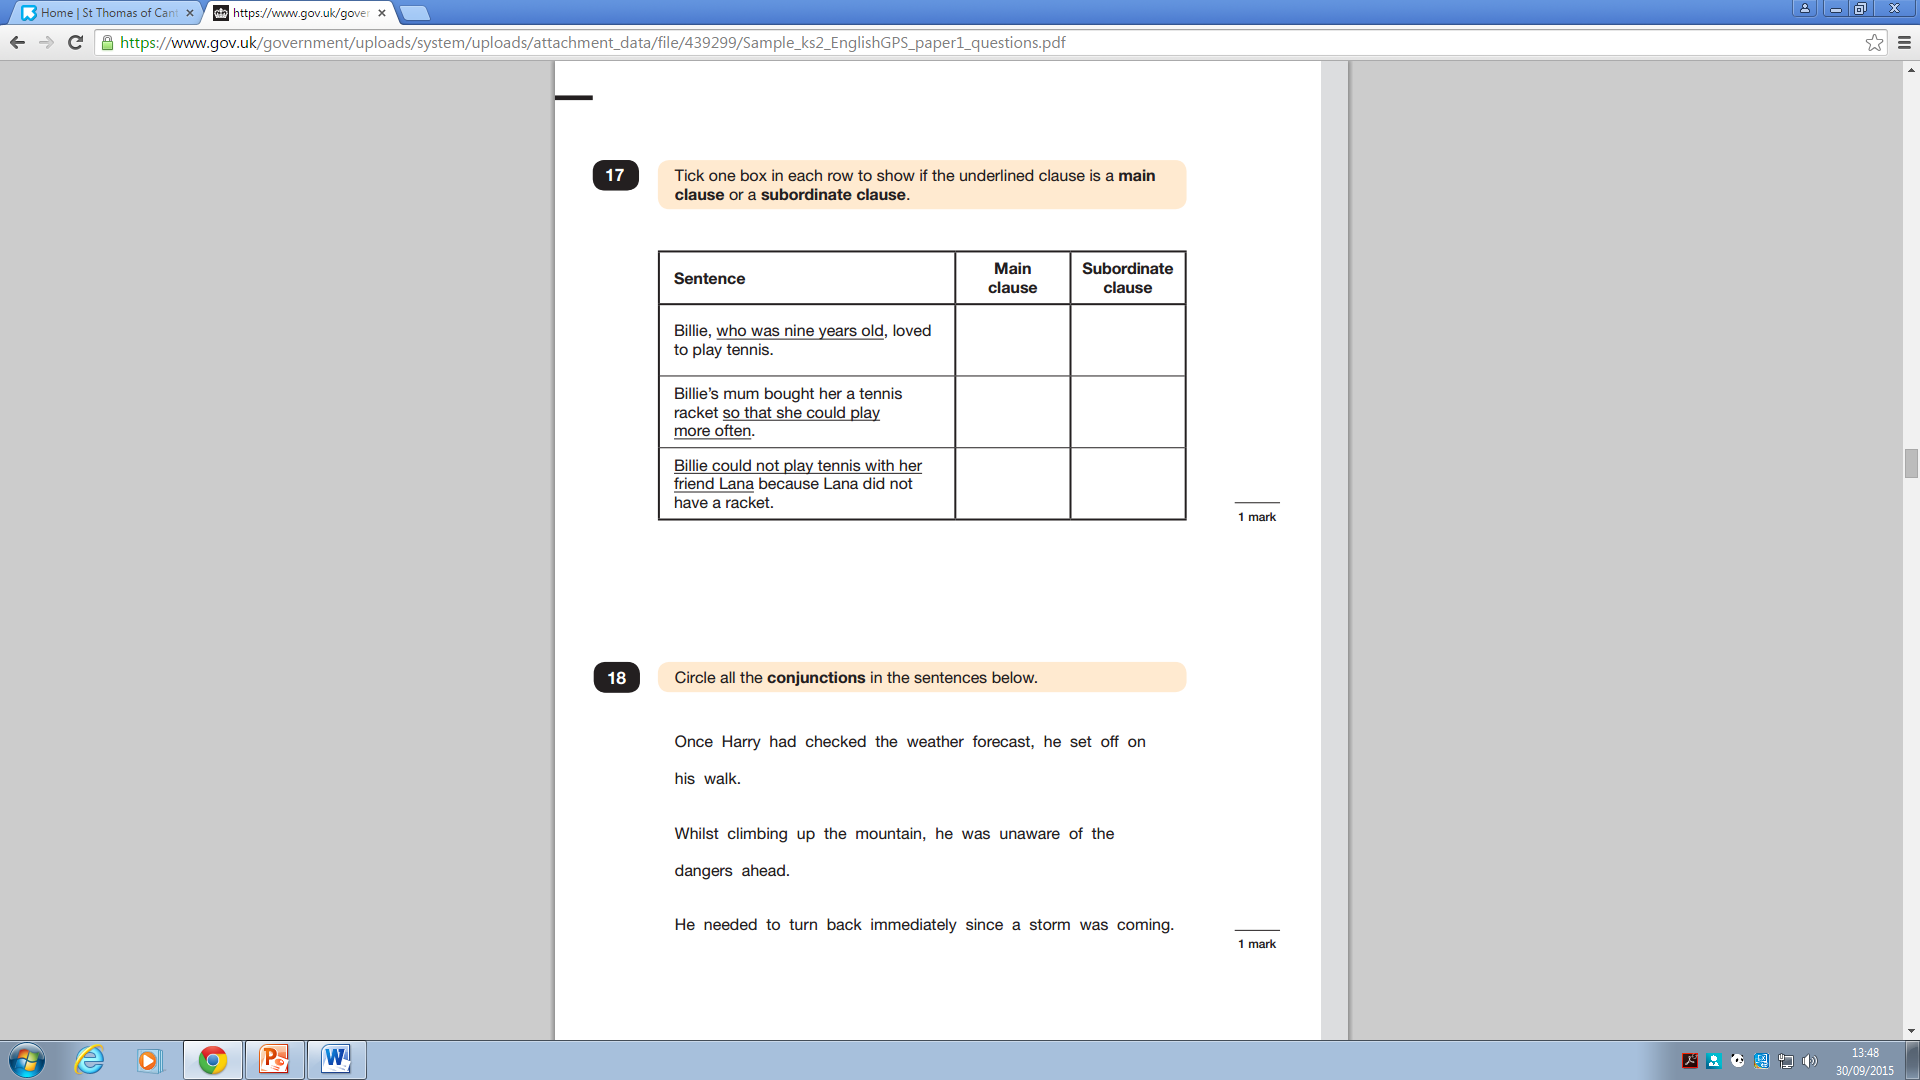 Home | St Thomas of Cant
https://www.gov.uk/gover
https://www.gov.uk/government/uploads/system/uploads/attachment_data/file/439299/Sample_ks2_EnglishGPS_paper1_questions.pdf
17
Tick one box in each row to show if the underlined clause is a main
clause or a subordinate clause.
Sentence
Main
clause
Subordinate
clause
Billie, who was nine years old, loved
to play tennis.
Billie’s mum bought her a tennis
racket so that she could play
more often.
Billie could not play tennis with her
friend Lana because Lana did not
have a racket.
1 mark
18
Circle all the conjunctions in the sentences below.
Once Harry had checked the weather forecast, he set off on
his walk.
Whilst climbing up the mountain, he was unaware of the
dangers ahead.
He needed to turn back immediately since a storm was coming.
1 mark
13:48
30/09/2015